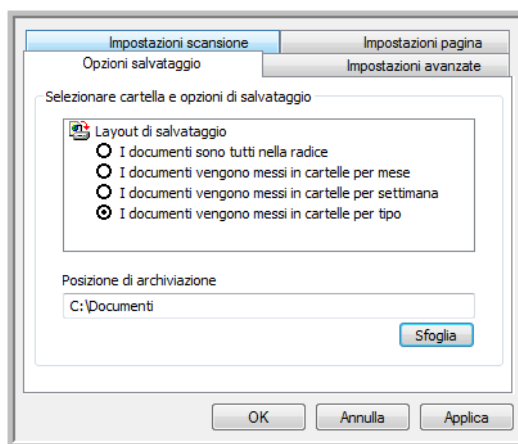 Impostazioni scansione Impostazioni pagina
Opzioni salvataggio Impostazioni avanzate
Selezionare cartella e opzioni di salvataggio
Layout di salvataggio
I documenti sono tutti nella radice
I documenti vengono messi in cartelle per mese
I documenti vengono messi in cartelle per settimana
I documenti vengono messi in cartelle per tipo
Posizione di archiviazione
C:\Documenti
Sfoglia
OK Annulla Applica